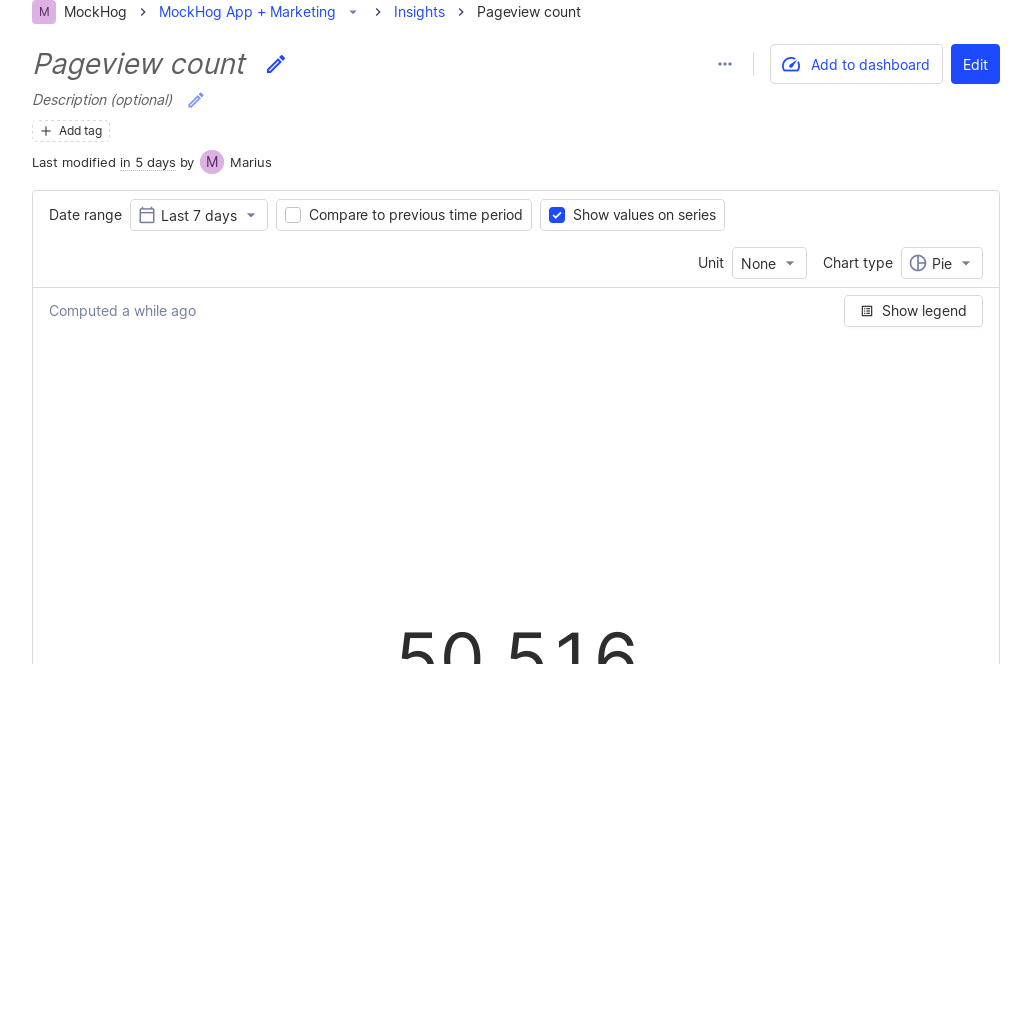 M MockHog MockHog App + Marketing Insights Pageview count
Pageview count
Add to dashboard Edit
Description (optional)
Add tag
Last modified in 5 days by M Marius
Date range Last 7 days Compare to previous time period Show values on series
Unit None Chart type Pie
Computed a while ago Show legend
50,516